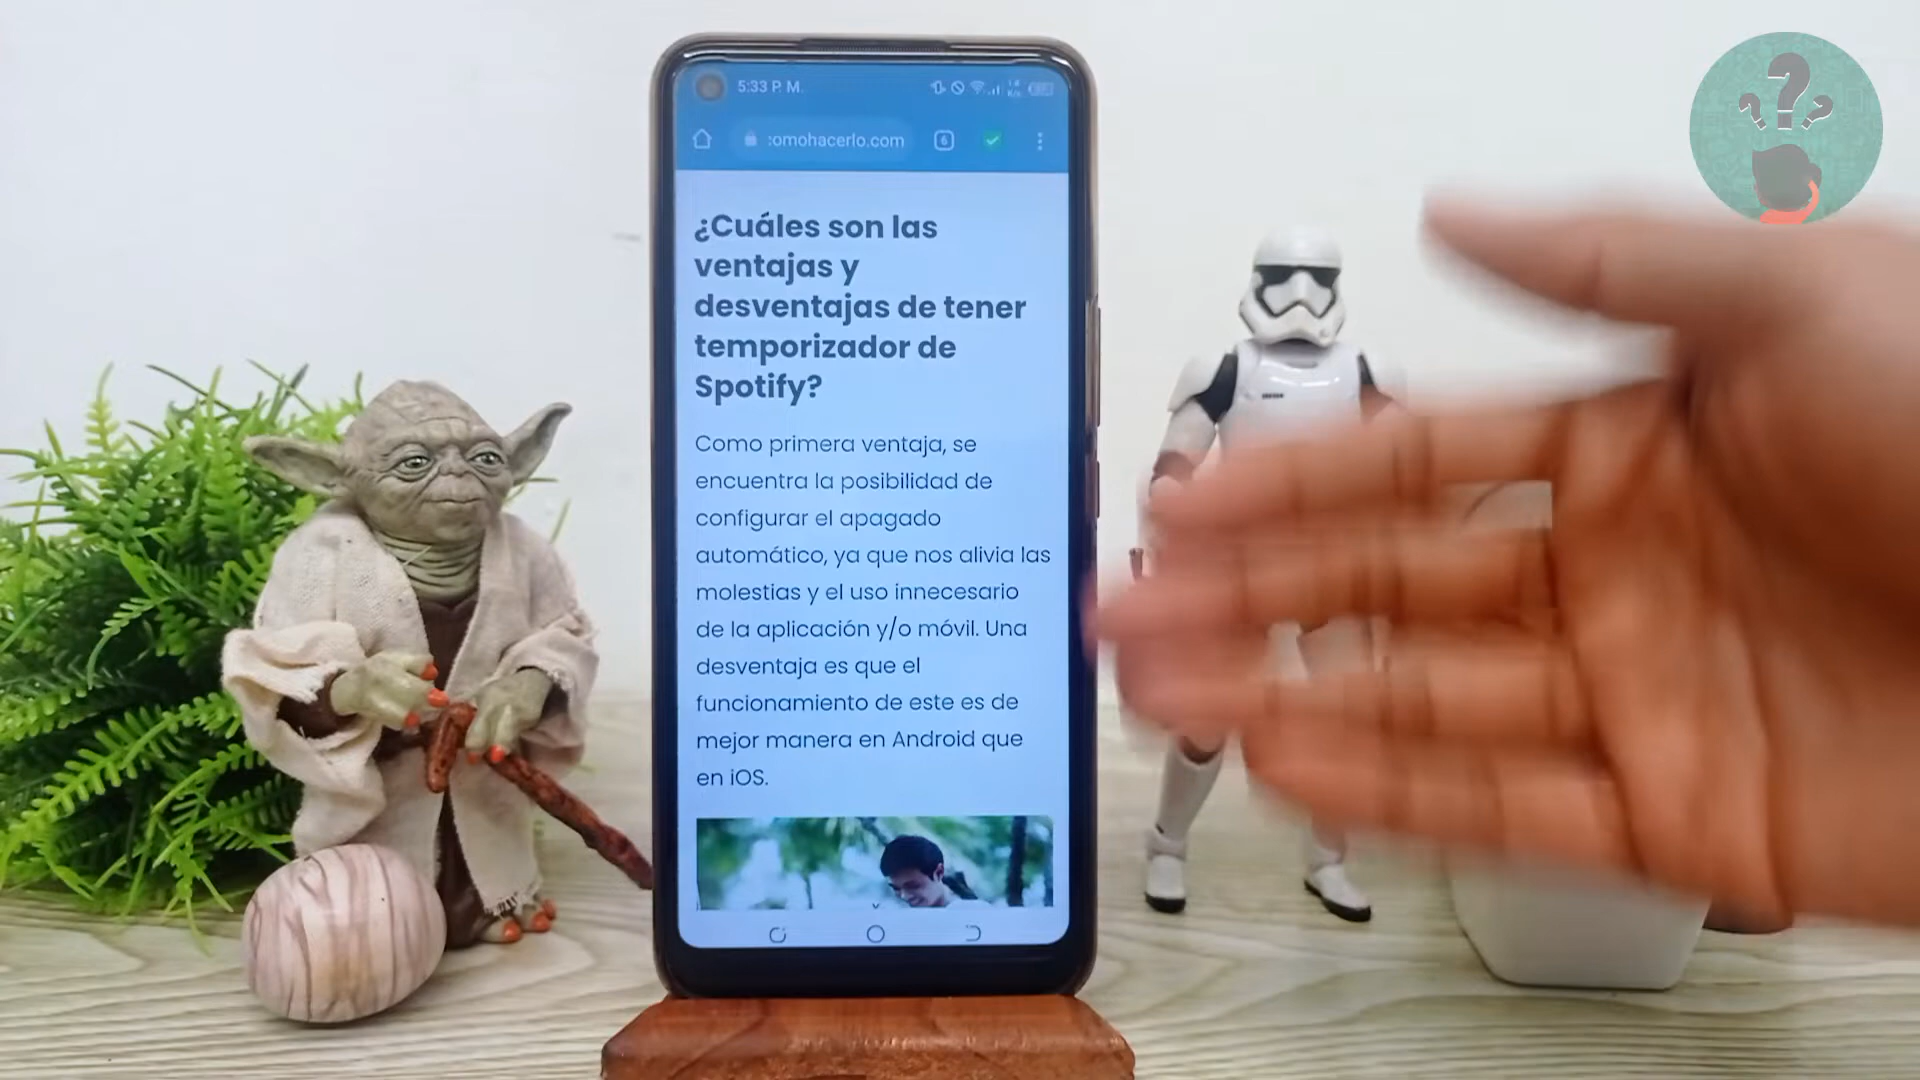 5:33 P. M.
:omohacerlo.com
6
¿Cuáles son las
ventajas y
desventajas de tener
temporizador de
Spotify?
Como primera ventaja, se
encuentra la posibilidad de
configurar el apagado
automático, ya que nos alivia las
molestias y el uso innecesario
de la aplicación y/o móvil. Una
desventaja es que el
funcionamiento de este es de
mejor manera en Android que
en iOS.